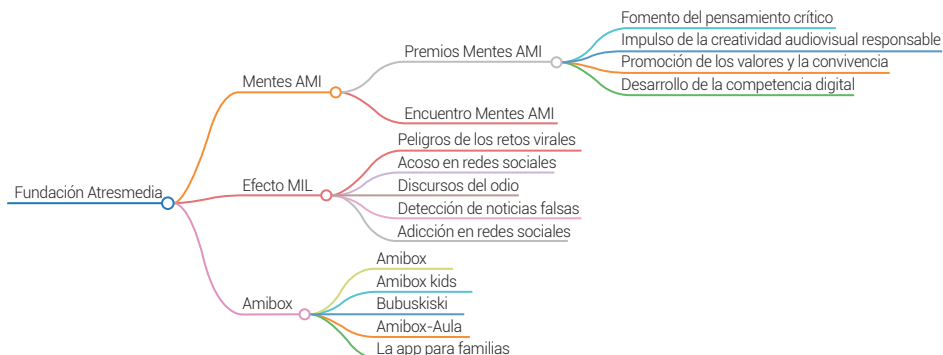 Fundación Atresmedia
Mentes AMI
Premios Mentes AMI
Fomento del pensamiento crítico
Impulso de la creatividad audiovisual responsable
Promoción de los valores y la convivencia
Desarrollo de la competencia digital
Encuentro Mentes AMI
Efecto MIL
Peligros de los retos virales
Acoso en redes sociales
Discursos del odio
Detección de noticias falsas
Adicción en redes sociales
Amibox
Amibox
Amibox kids
Bubuskiski
Amibox-Aula
La app para familias